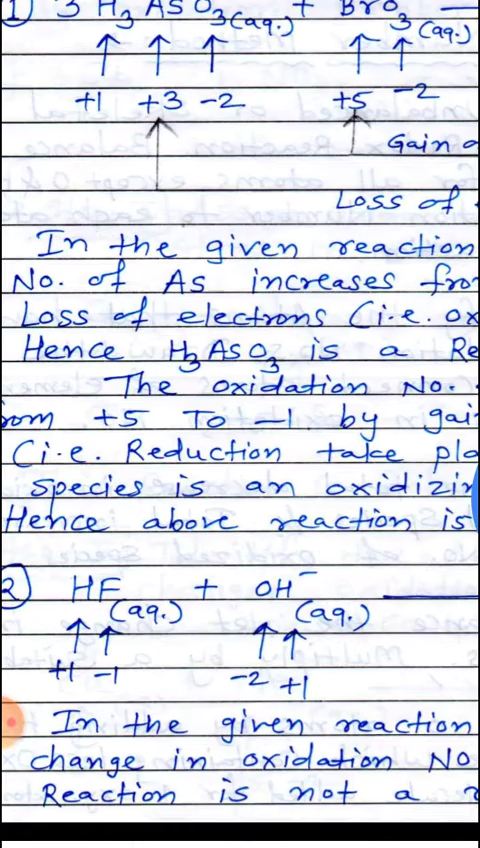 1) 3 H3 AsO3(aq.) + BrO3(aq.)
+1 +3 -2 +5 -2
Gain o
Loss of
In the given reaction
No. of As increases fro
Loss of electrons (i.e. ox
Hence H3AsO3 is a Re
The oxidation No.
rom +5 To -1 by gai
(i.e. Reduction take pla
species is an oxidizin
Hence above reaction is
2) HF(aq.) + OH-(aq.)
+1 -1 -2 +1
In the given reaction
change in oxidation No
Reaction is not a r